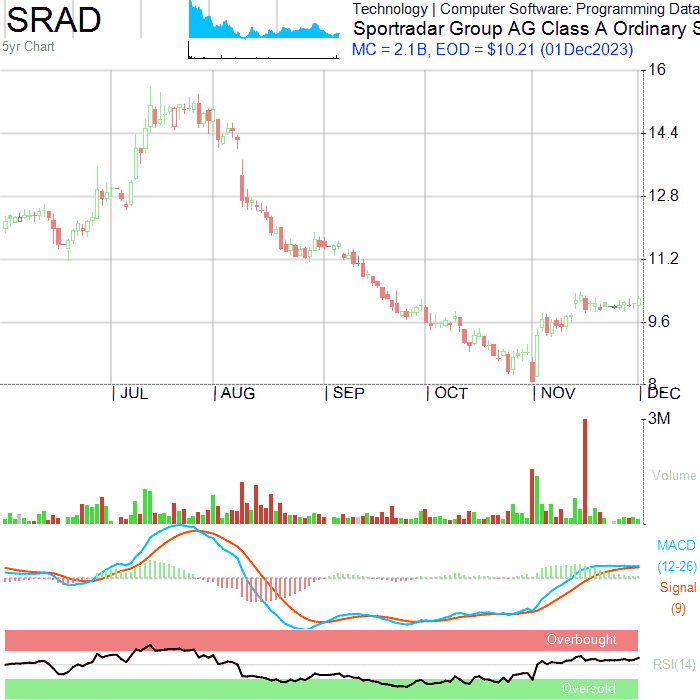 SRAD
5yr Chart
Technology | Computer Software: Programming Data
Sportradar Group AG Class A Ordinary S
MC = 2.1B, EOD = $10.21 (01Dec2023)
16
14.4
12.8
11.2
9.6
8
| JUL | AUG | SEP | OCT | NOV | DEC
3M
Volume
MACD
(12-26)
Signal
(9)
Overbought
RSI(14)
Oversold